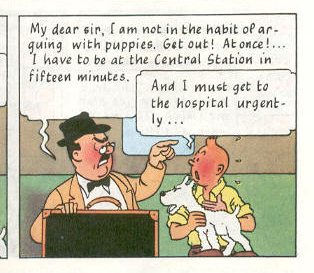 My dear sir, I am not in the habit of ar-
guing with puppies. Get out! At once!...
I have to be at the Central Station in
fifteen minutes.
And I must get to
the hospital urgent-
ly...